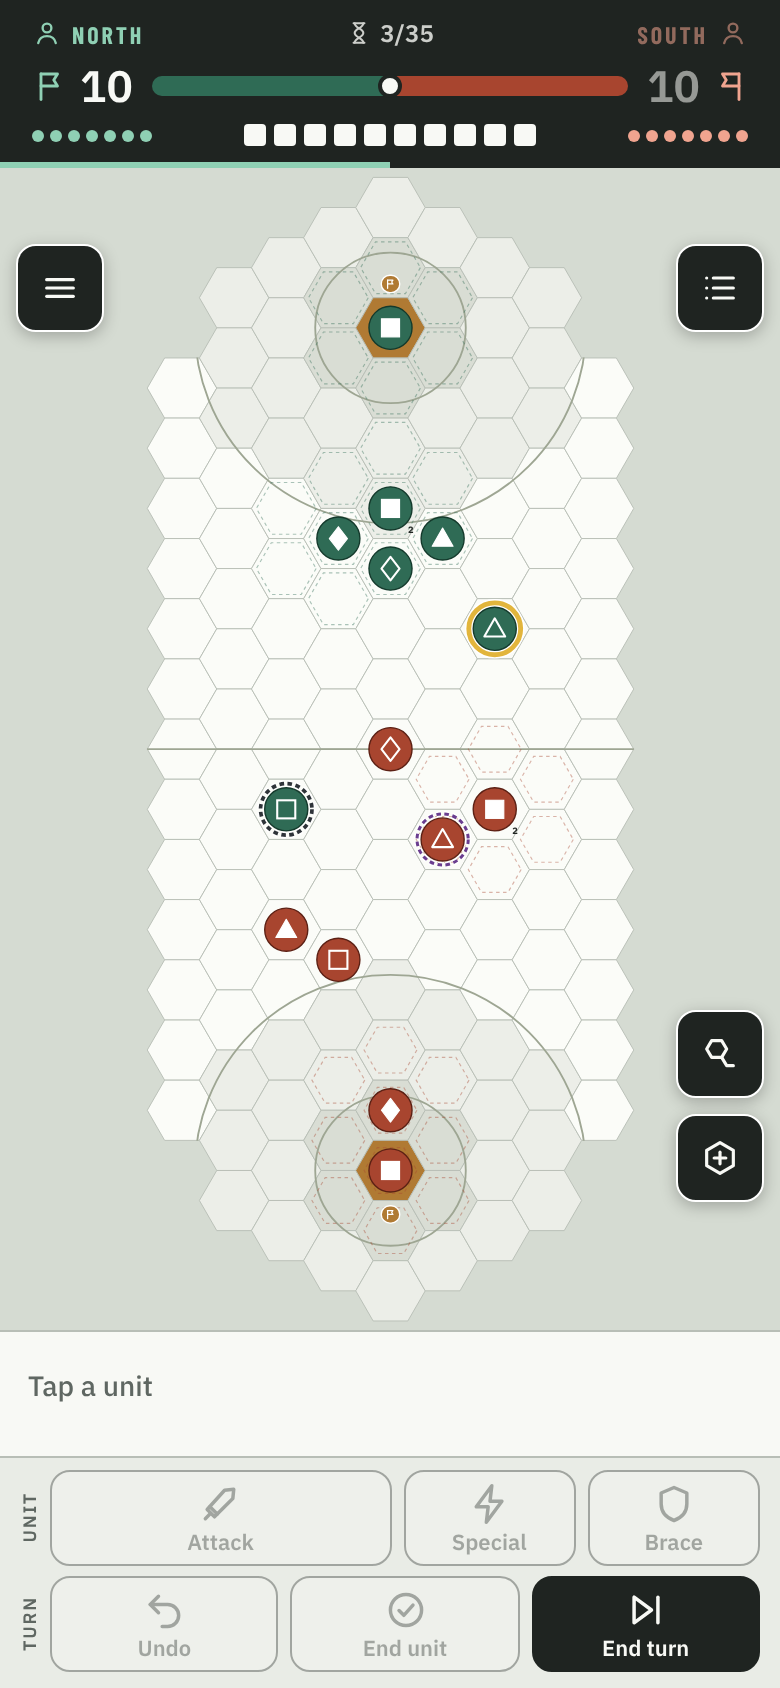 NORTH
3/35
SOUTH
10
10
2
2
Tap a unit
UNIT
Attack
Special
Brace
TURN
Undo
End unit
End turn